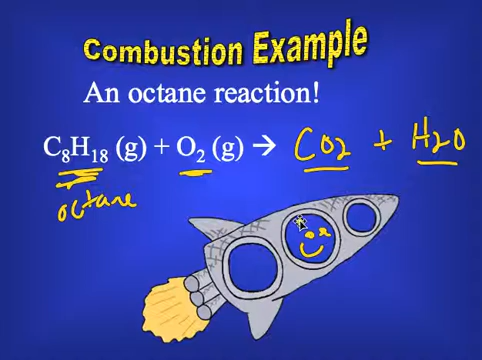 Combustion Example
An octane reaction!
C₈H₁₈ (g) + O₂ (g) → CO₂ + H₂O
octane